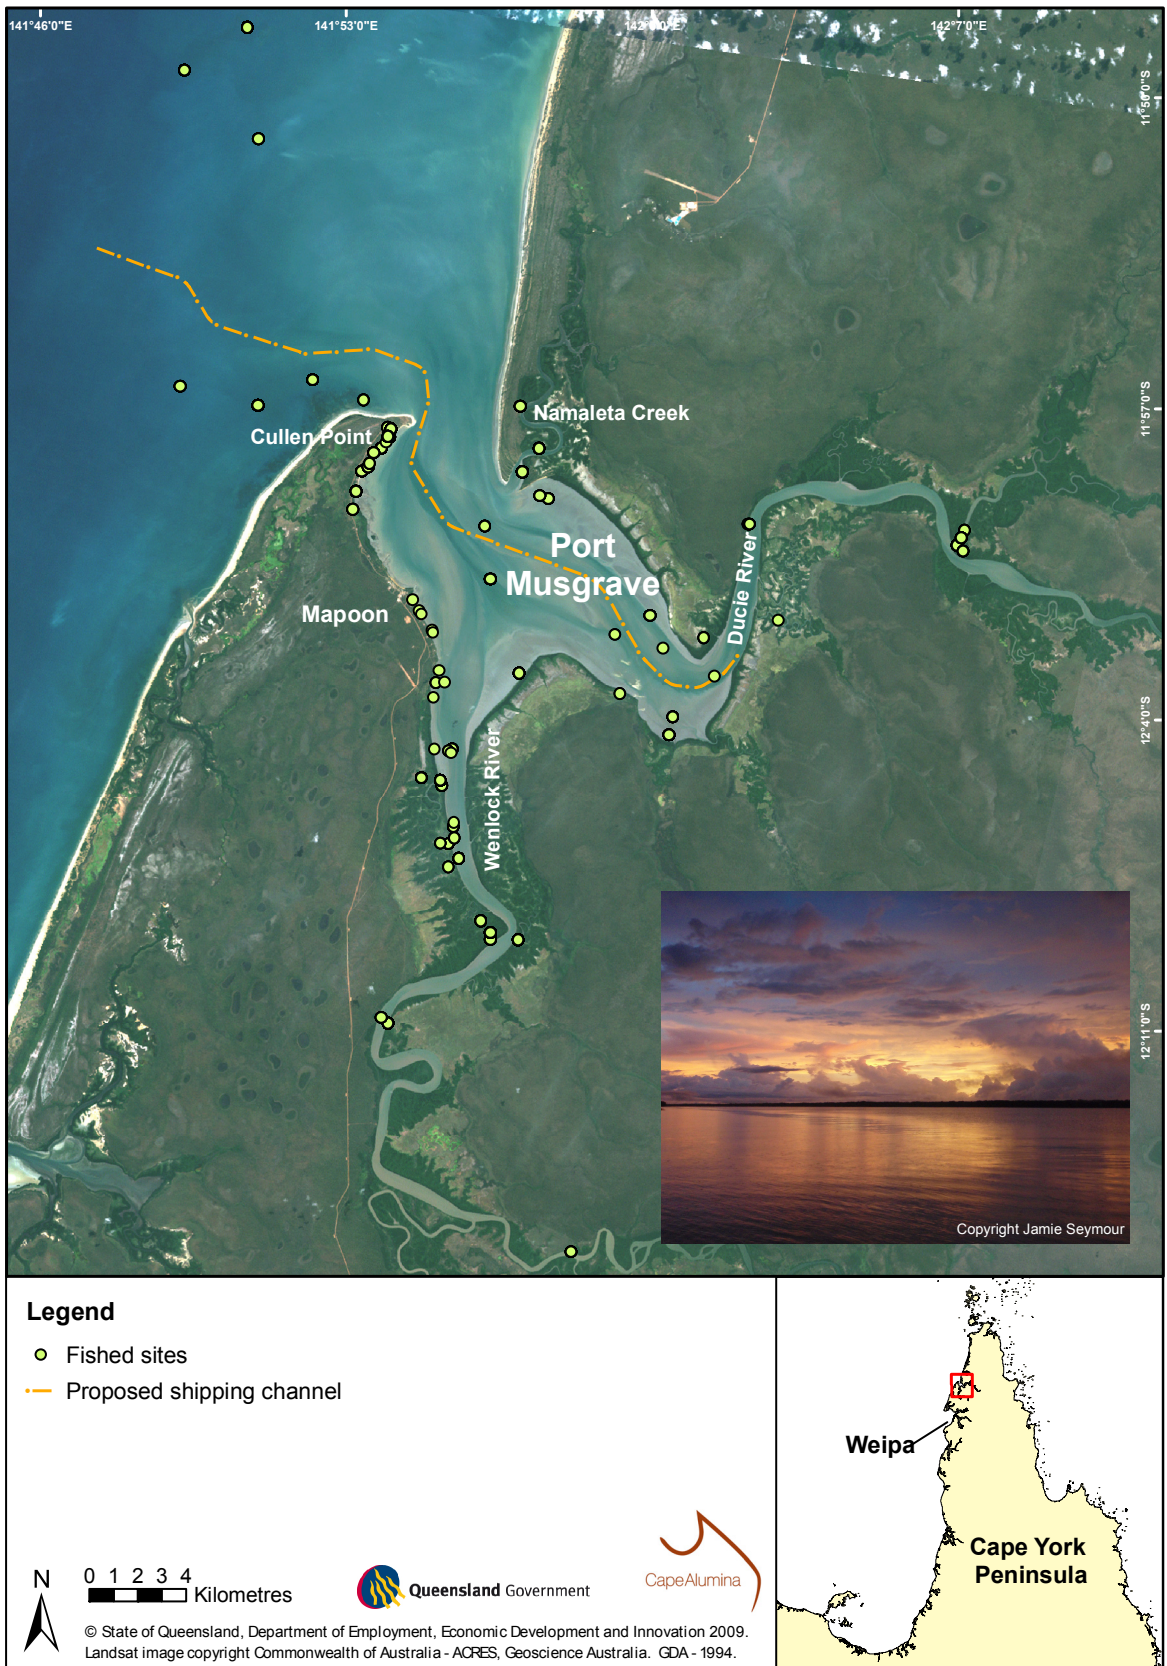 141°46'0"E
141°53'0"E
142°0'0"E
142°7'0"E
11°50'0"S
11°57'0"S
Namaleta Creek
Cullen Point
Port
Musgrave
Ducie River
Mapoon
12°4'0"S
Wenlock River
12°11'0"S
Copyright Jamie Seymour
Legend
Fished sites
Proposed shipping channel
Weipa
Cape York
Peninsula
N
0 1 2 3 4
Kilometres
Queensland Government
CapeAlumina
© State of Queensland, Department of Employment, Economic Development and Innovation 2009.
Landsat image copyright Commonwealth of Australia - ACRES, Geoscience Australia. GDA - 1994.